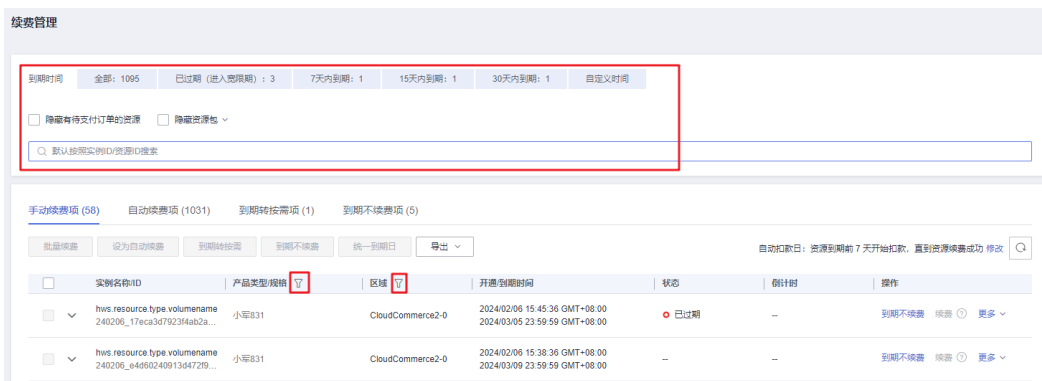 续费管理
到期时间 全部：1095 已过期（进入宽限期）：3 7天内到期：1 15天内到期：1 30天内到期：1 自定义时间
隐藏有待支付订单的资源 隐藏资源包
默认按照实例ID/资源ID搜索
手动续费项 (58) 自动续费项 (1031) 到期转按需项 (1) 到期不续费项 (5)
批量续费 设为自动续费 到期转按需 到期不续费 统一到期日 导出 自动扣款日：资源到期前 7 天开始扣款，直到资源续费成功 修改
实例名称/ID 产品类型/规格 区域 开通/到期时间 状态 倒计时 操作
hws.resource.type.volumename 2024/02/06 15:45:36 GMT+08:00
240206_17eca3d7923f4ab2a... 小军831 CloudCommerce2-0 2024/03/05 23:59:59 GMT+08:00 已过期 -- 到期不续费 续费 更多
hws.resource.type.volumename 2024/02/06 15:38:36 GMT+08:00
240206_e4d60240913d472f9... 小军831 CloudCommerce2-0 2024/03/09 23:59:59 GMT+08:00 -- -- 到期不续费 续费 更多